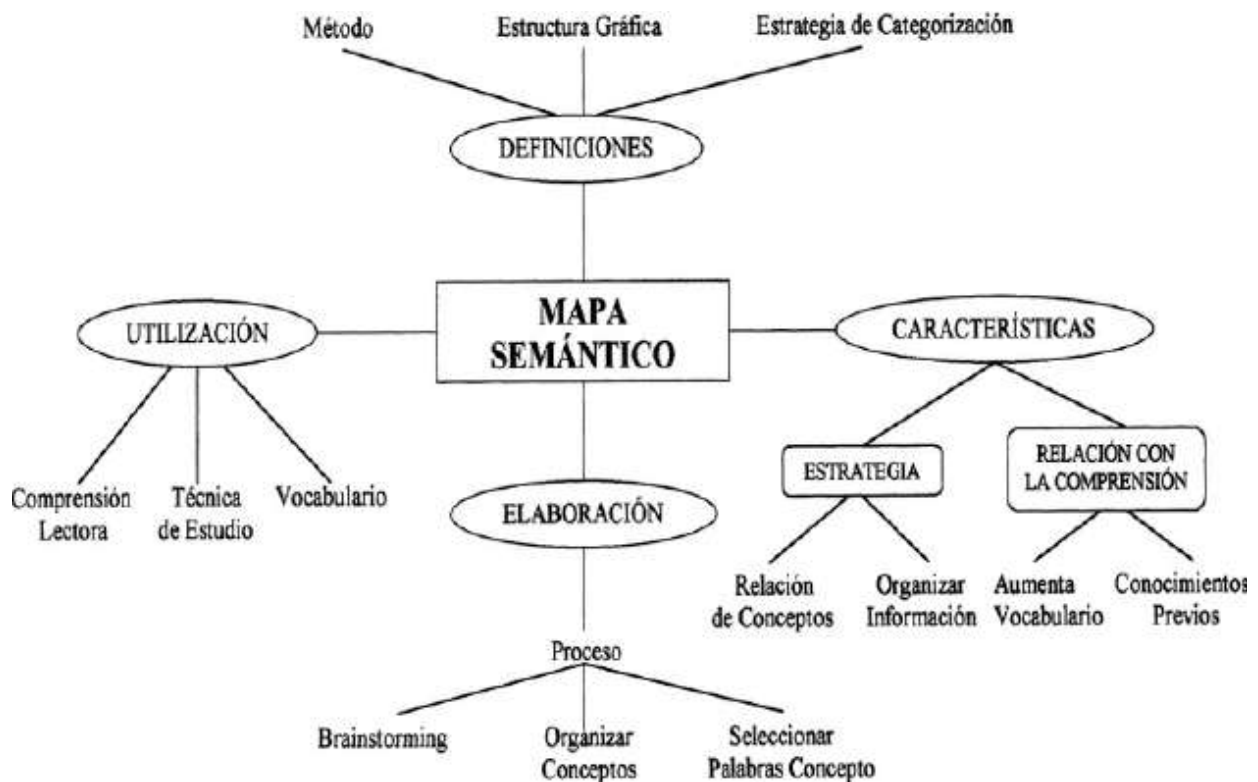 Método
Estructura Gráfica
Estrategia de Categorización
DEFINICIONES
MAPA
SEMÁNTICO
UTILIZACIÓN
Comprensión
Lectora
Técnica
de Estudio
Vocabulario
CARACTERÍSTICAS
ESTRATEGIA
Relación
de Conceptos
Organizar
Información
RELACIÓN CON
LA COMPRENSIÓN
Aumenta
Vocabulario
Conocimientos
Previos
ELABORACIÓN
Proceso
Brainstorming
Organizar
Conceptos
Seleccionar
Palabras Concepto